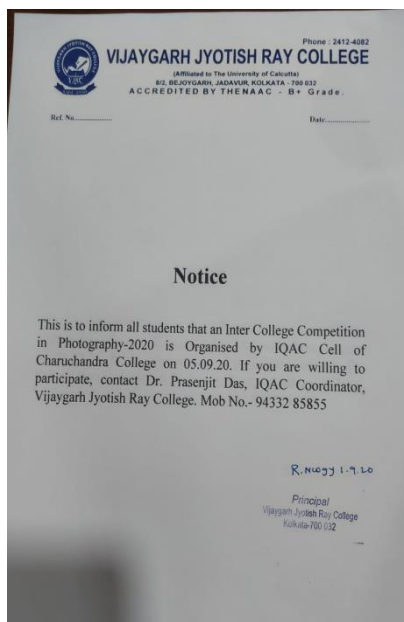 Phone : 2412-4082
VIJAYGARH JYOTISH RAY COLLEGE
(Affiliated to The University of Calcutta)
8/2, BEJOYGARH, JADAVUR, KOLKATA - 700 032
ACCREDITED BY THENAAC - B+ Grade.
Ref. No.................. Date.....................
Notice
This is to inform all students that an Inter College Competition
in Photography-2020 is Organised by IQAC Cell of
Charuchandra College on 05.09.20. If you are willing to
participate, contact Dr. Prasenjit Das, IQAC Coordinator,
Vijaygarh Jyotish Ray College. Mob No.- 94332 85855
1-9.20
Principal
Vijaygarh Jyotish Ray College
Kolkata-700 032